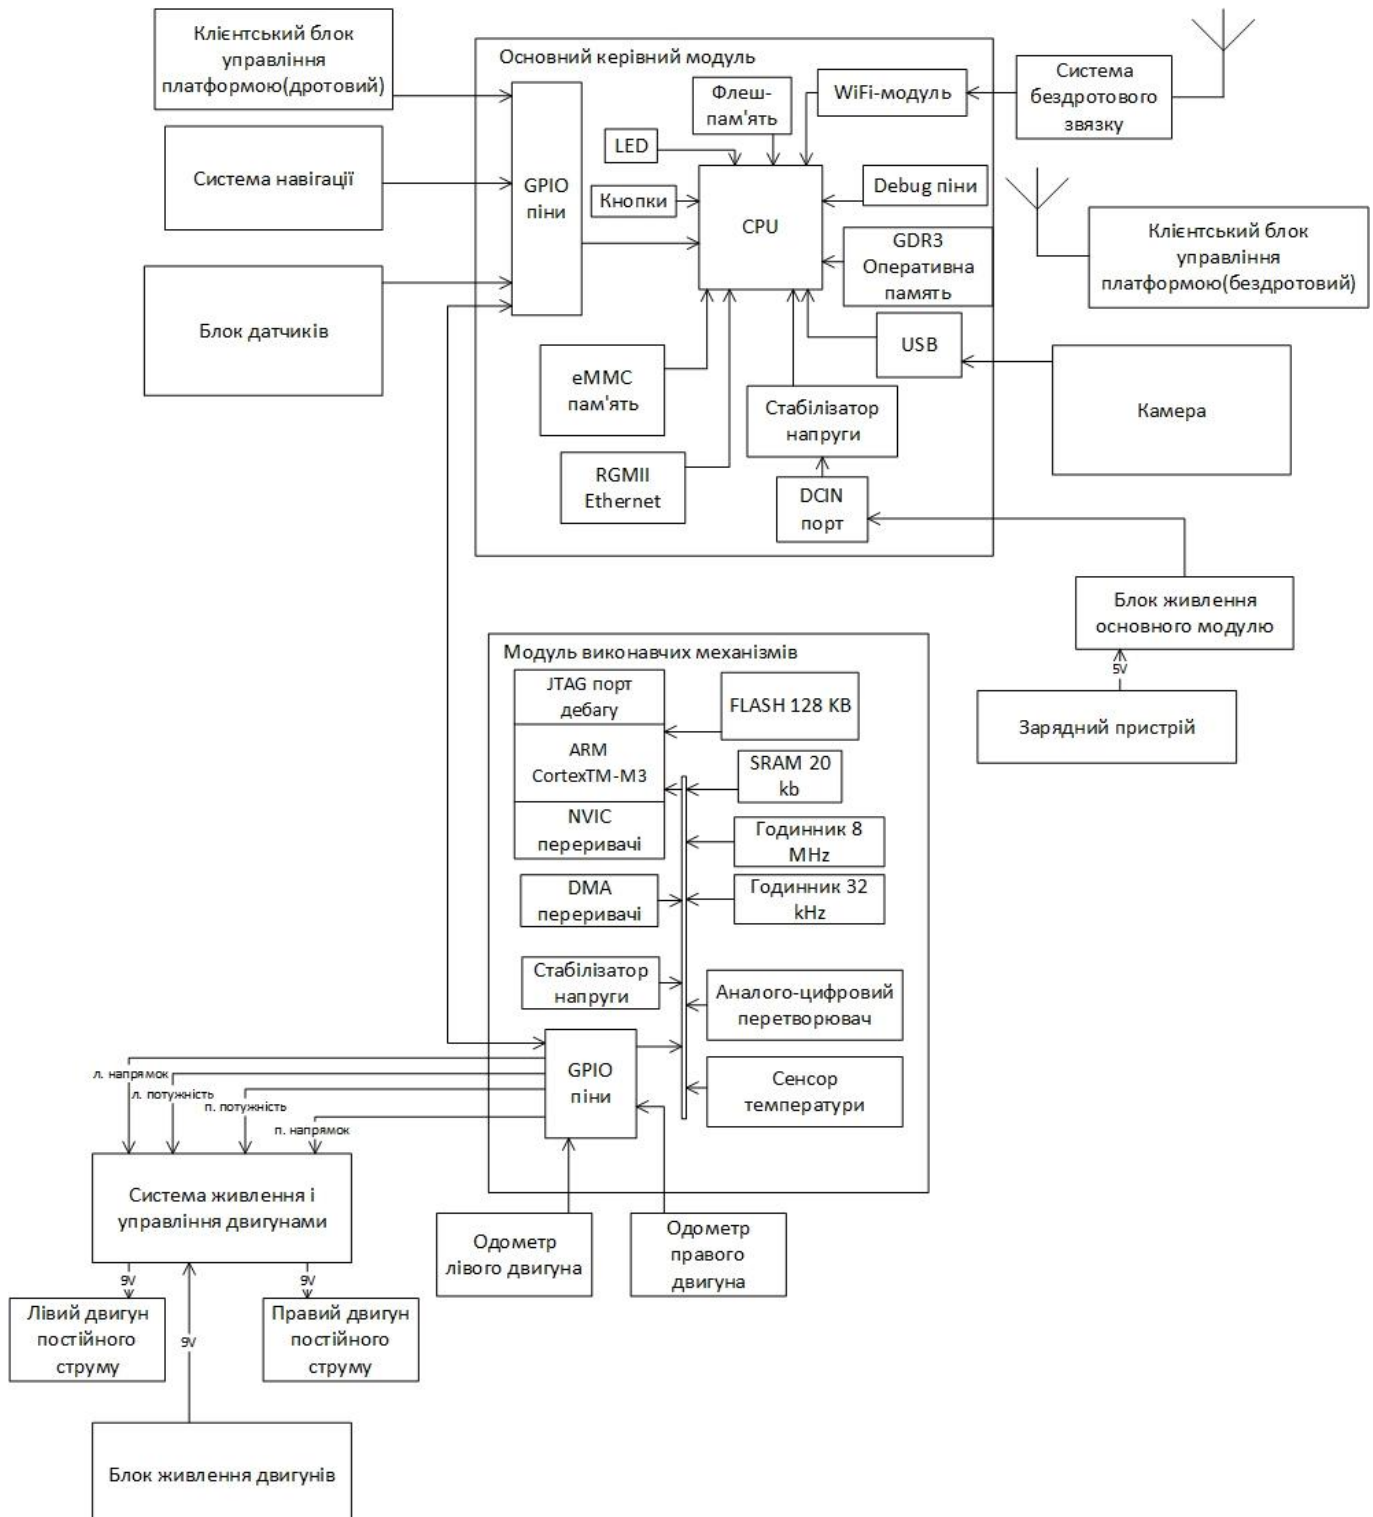 Клієнтський блок
управління
платформою(дротовий)
Система навігації
Блок датчиків
Основний керівний модуль
GPIO
піни
Флеш-
пам'ять
WiFi-модуль
LED
Кнопки
CPU
Debug піни
GDR3
Оперативна
память
USB
eMMC
пам'ять
Стабілізатор
напруги
RGMII
Ethernet
DCIN
порт
Система
бездротового
звязку
Клієнтський блок
управління
платформою(бездротовий)
Камера
Блок живлення
основного модулю
5V
Зарядний пристрій
Модуль виконавчих механізмів
JTAG порт
дебагу
ARM
CortexTM-M3
NVIC
переривачі
FLASH 128 KB
SRAM 20
kb
Годинник 8
MHz
DMA
переривачі
Годинник 32
kHz
Стабілізатор
напруги
Аналого-цифровий
перетворювач
GPIO
піни
Сенсор
температури
л. напрямок
л. потужність
п. потужність
п. напрямок
Система живлення і
управління двигунами
Одометр
лівого двигуна
Одометр
правого
двигуна
9V
9V
Лівий двигун
постійного
струму
9V
Правий двигун
постійного
струму
Блок живлення двигунів